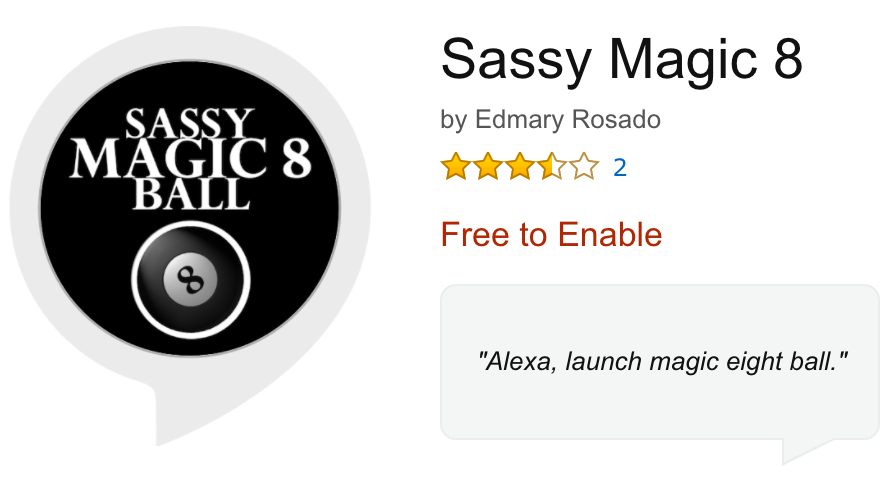 SASSY
MAGIC 8
BALL
8
Sassy Magic 8
by Edmary Rosado
2
Free to Enable
"Alexa, launch magic eight ball."